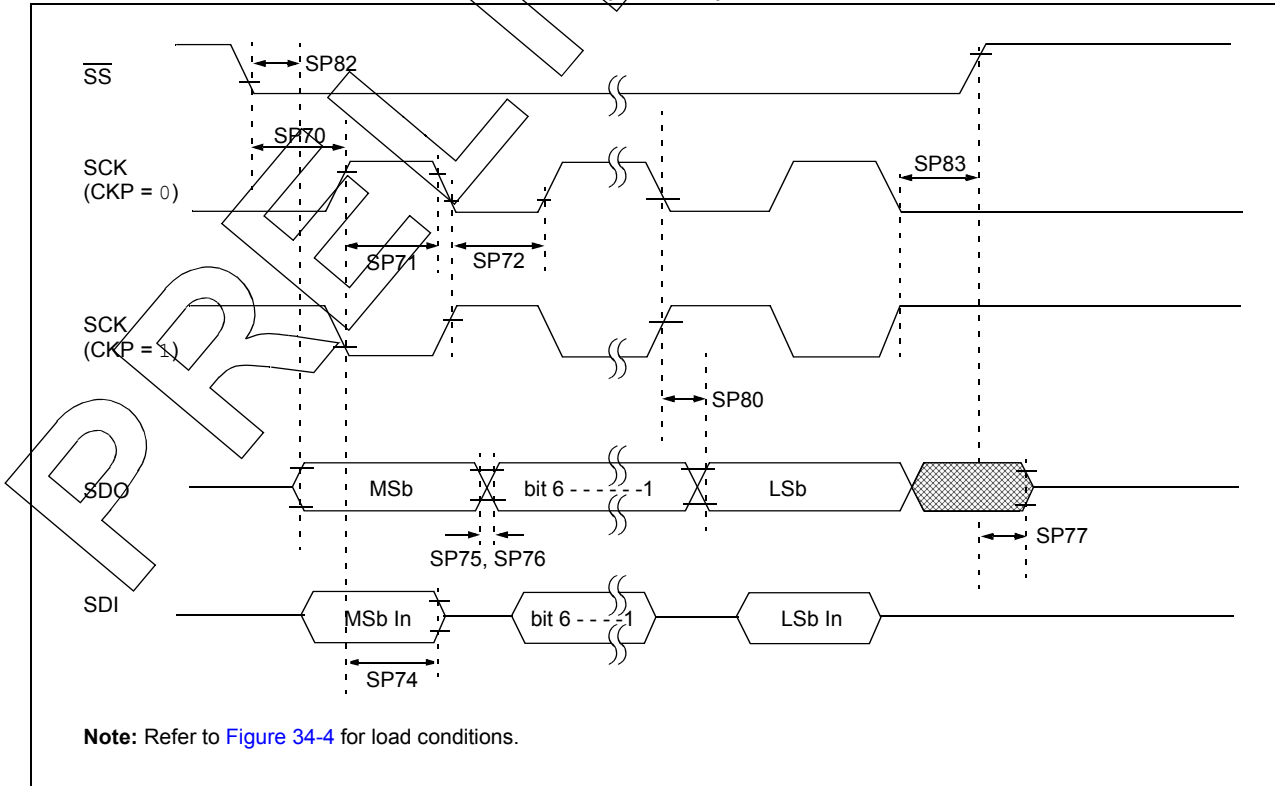 SS
SP82
SP70
SCK
(CKP = 0)
SP83
SP71
SP72
SCK
(CKP = 1)
SP80
SDO
MSb
bit 6 - - - - - -1
LSb
SP77
SP75, SP76
SDI
MSb In
bit 6 - - - -1
LSb In
SP74
Note: Refer to Figure 34-4 for load conditions.
PREL